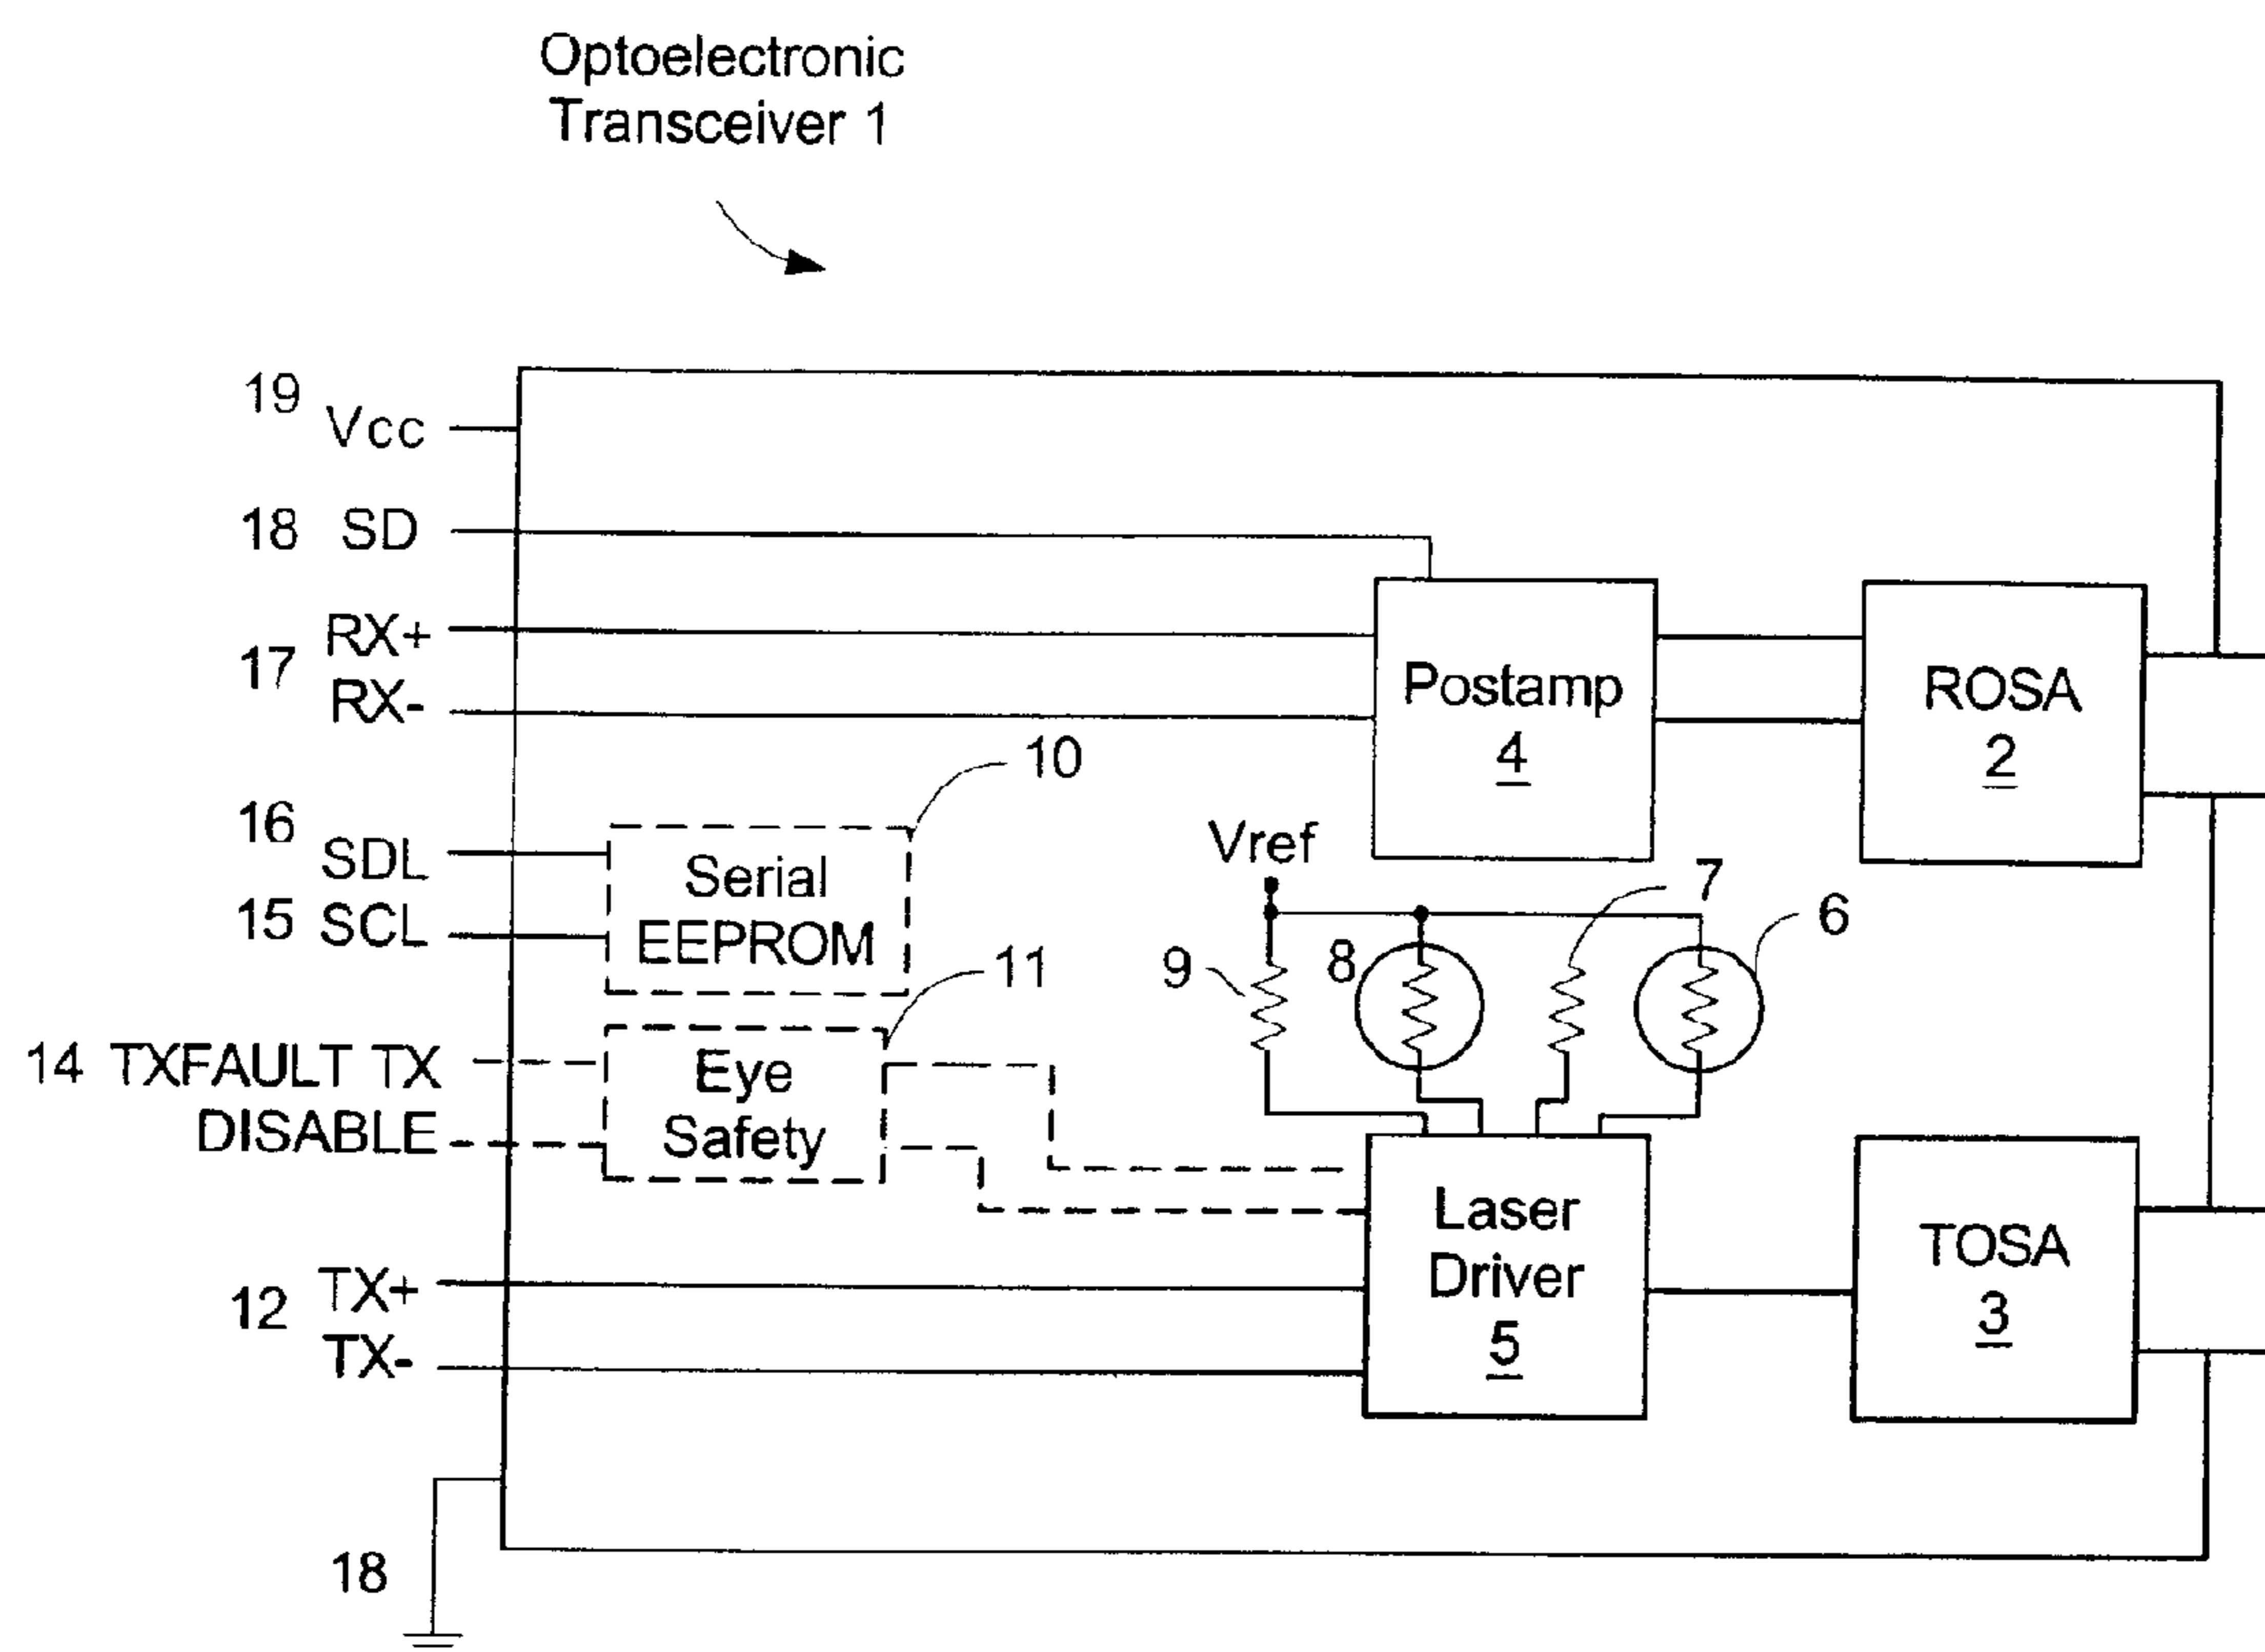 Optoelectronic
Transceiver 1
19
Vcc
18 SD
RX+
17
RX-
Postamp
4
ROSA
2
10
16
SDL
15 SCL
Serial
EEPROM
Vref
7
6
8
9
11
14 TXFAULT TX
DISABLE
Eye
Safety
Laser
Driver
5
TOSA
3
TX+
12
TX-
18